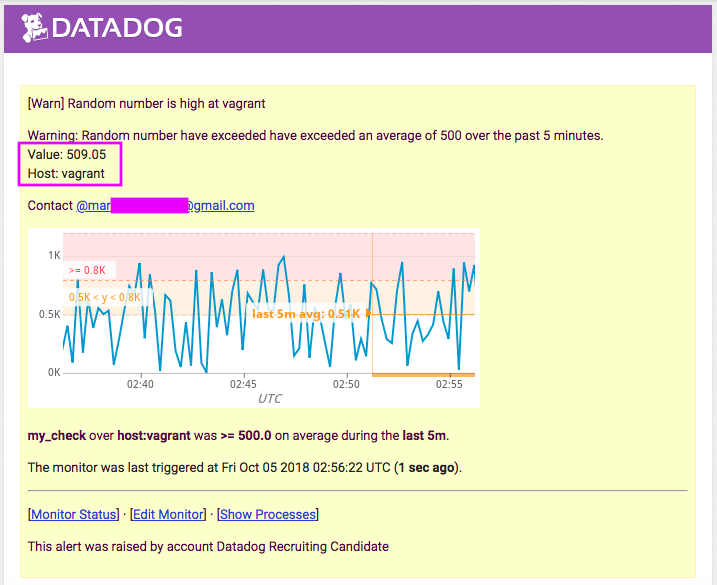 DATADOG
[Warn] Random number is high at vagrant
Warning: Random number have exceeded have exceeded an average of 500 over the past 5 minutes.
Value: 509.05
Host: vagrant
Contact @mar @gmail.com
1K
>= 0.8K
0.5K < y < 0.8K
last 5m avg: 0.51K
0.5K
0K
02:40 02:45 02:50 02:55
UTC
my_check over host:vagrant was >= 500.0 on average during the last 5m.
The monitor was last triggered at Fri Oct 05 2018 02:56:22 UTC (1 sec ago).
[Monitor Status] · [Edit Monitor] · [Show Processes]
This alert was raised by account Datadog Recruiting Candidate